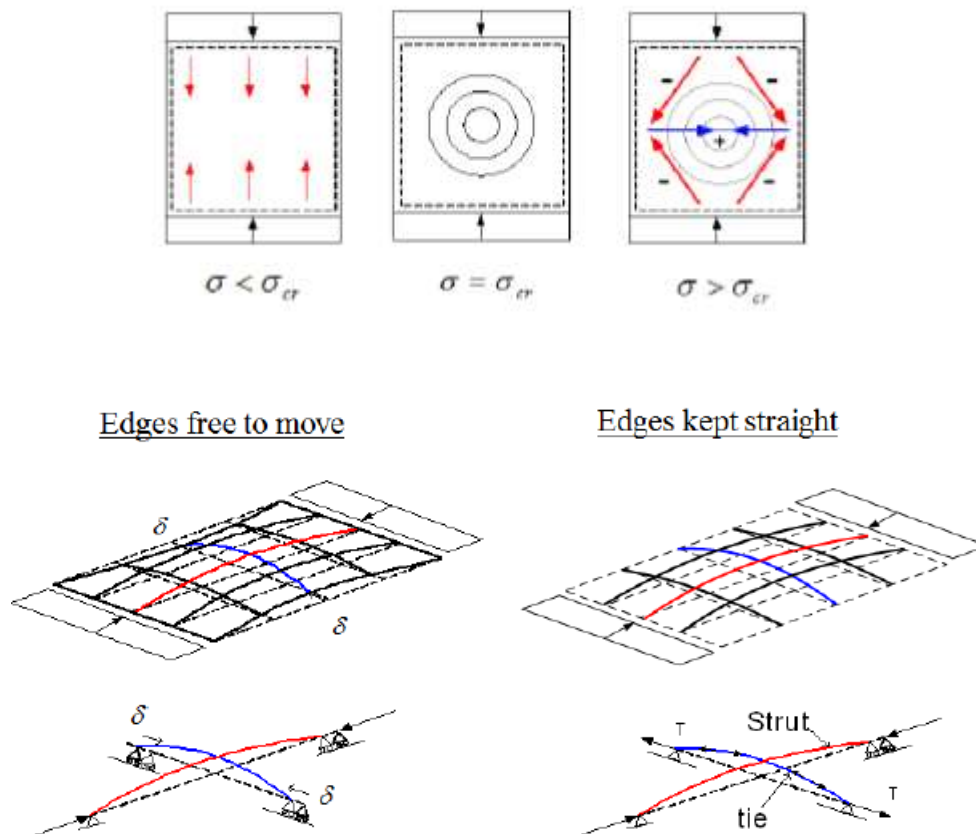 - - + - -
σ < σcr σ = σcr σ > σcr
Edges free to move Edges kept straight
δ
δ
δ T Strut
δ tie T